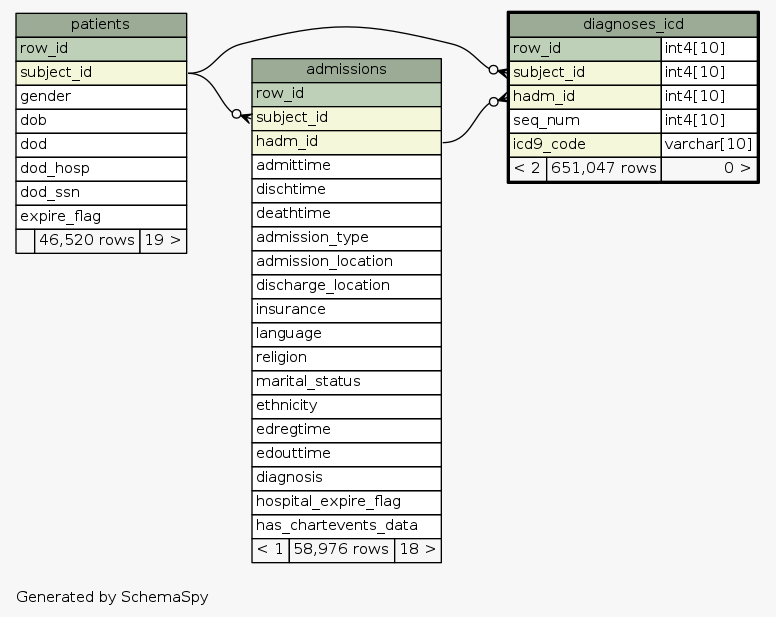 patients
row_id
subject_id
gender
dob
dod
dod_hosp
dod_ssn
expire_flag
46,520 rows 19 >
admissions
row_id
subject_id
hadm_id
admittime
dischtime
deathtime
admission_type
admission_location
discharge_location
insurance
language
religion
marital_status
ethnicity
edregtime
edouttime
diagnosis
hospital_expire_flag
has_chartevents_data
< 1 58,976 rows 18 >
diagnoses_icd
row_id int4[10]
subject_id int4[10]
hadm_id int4[10]
seq_num int4[10]
icd9_code varchar[10]
< 2 651,047 rows 0 >
Generated by SchemaSpy